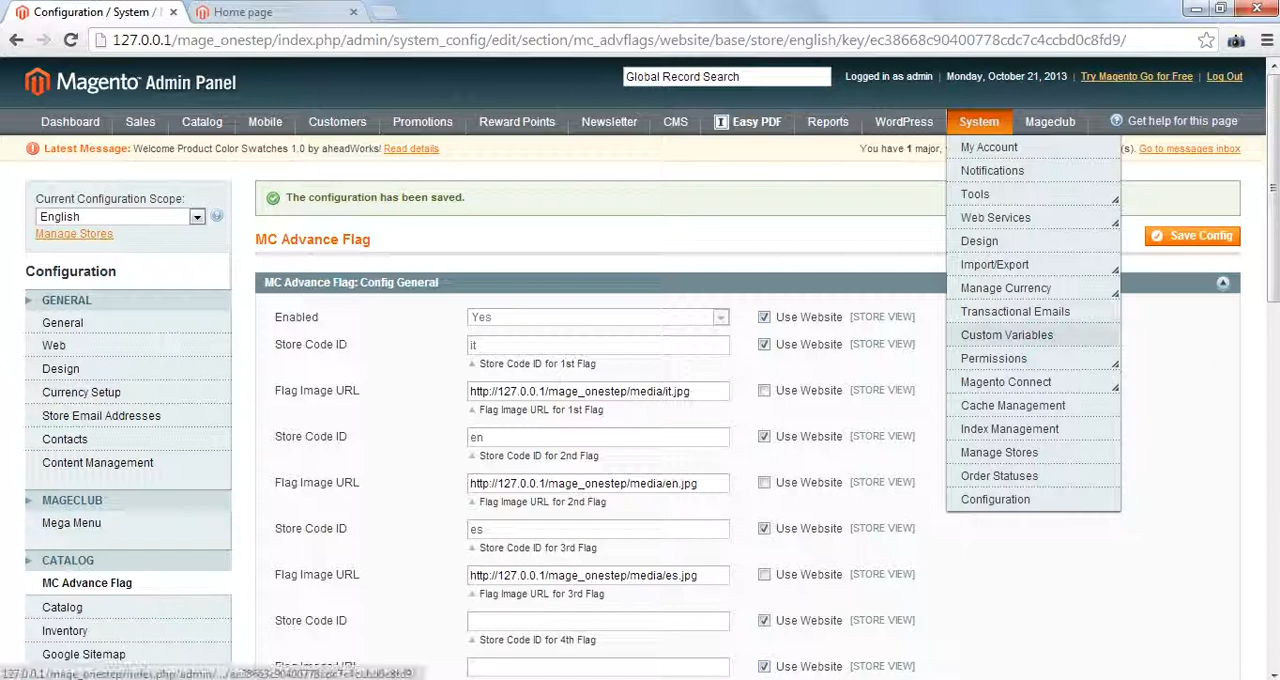 Configuration / System /
Home page
127.0.0.1/mage_onestep/index.php/admin/system_config/edit/section/mc_advflags/website/base/store/english/key/ec38668c90400778cdc7c4ccbd0c8fd9/
Magento Admin Panel
Global Record Search
Logged in as admin | Monday, October 21, 2013 | Try Magento Go for Free | Log Out
Dashboard Sales Catalog Mobile Customers Promotions Reward Points Newsletter CMS Easy PDF Reports WordPress System Mageclub Get help for this page
Latest Message: Welcome Product Color Swatches 1.0 by aheadWorks! Read details
You have 1 major, (s). Go to messages inbox
My Account
Notifications
Tools
Web Services
Design
Import/Export
Manage Currency
Transactional Emails
Custom Variables
Permissions
Magento Connect
Cache Management
Index Management
Manage Stores
Order Statuses
Configuration
Current Configuration Scope:
English
Manage Stores
Configuration
GENERAL
General
Web
Design
Currency Setup
Store Email Addresses
Contacts
Content Management
MAGECLUB
Mega Menu
CATALOG
MC Advance Flag
Catalog
Inventory
Google Sitemap
The configuration has been saved.
MC Advance Flag
Save Config
MC Advance Flag: Config General
Enabled Yes Use Website [STORE VIEW]
Store Code ID it Use Website [STORE VIEW]
Store Code ID for 1st Flag
Flag Image URL http://127.0.0.1/mage_onestep/media/it.jpg Use Website [STORE VIEW]
Flag Image URL for 1st Flag
Store Code ID en Use Website [STORE VIEW]
Store Code ID for 2nd Flag
Flag Image URL http://127.0.0.1/mage_onestep/media/en.jpg Use Website [STORE VIEW]
Flag Image URL for 2nd Flag
Store Code ID es Use Website [STORE VIEW]
Store Code ID for 3rd Flag
Flag Image URL http://127.0.0.1/mage_onestep/media/es.jpg Use Website [STORE VIEW]
Flag Image URL for 3rd Flag
Store Code ID Use Website [STORE VIEW]
Store Code ID for 4th Flag
Flag Image URL Use Website [STORE VIEW]